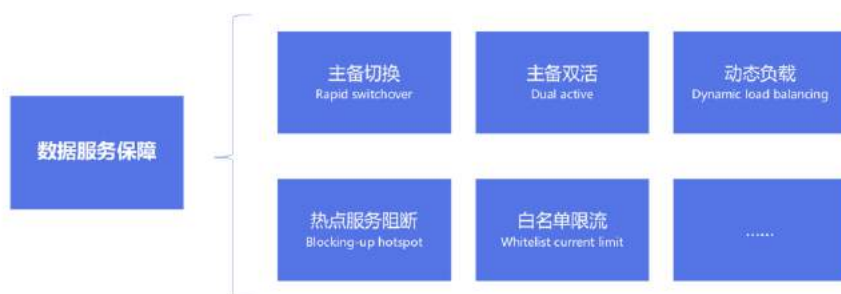 数据服务保障
主备切换
Rapid switchover
主备双活
Dual active
动态负载
Dynamic load balancing
热点服务阻断
Blocking-up hotspot
白名单限流
Whitelist current limit
......